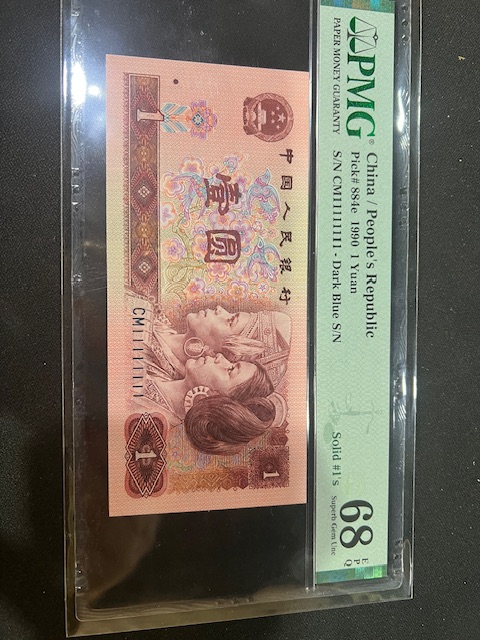 PMG®
PAPER MONEY GUARANTY
China / People's Republic
Pick# 884e 1990 1 Yuan
S/N CM11111111 - Dark Blue S/N
Solid #1's
68 EPQ
Superb Gem Unc
中国人民银行
壹圆
1
CM11111111
1
1